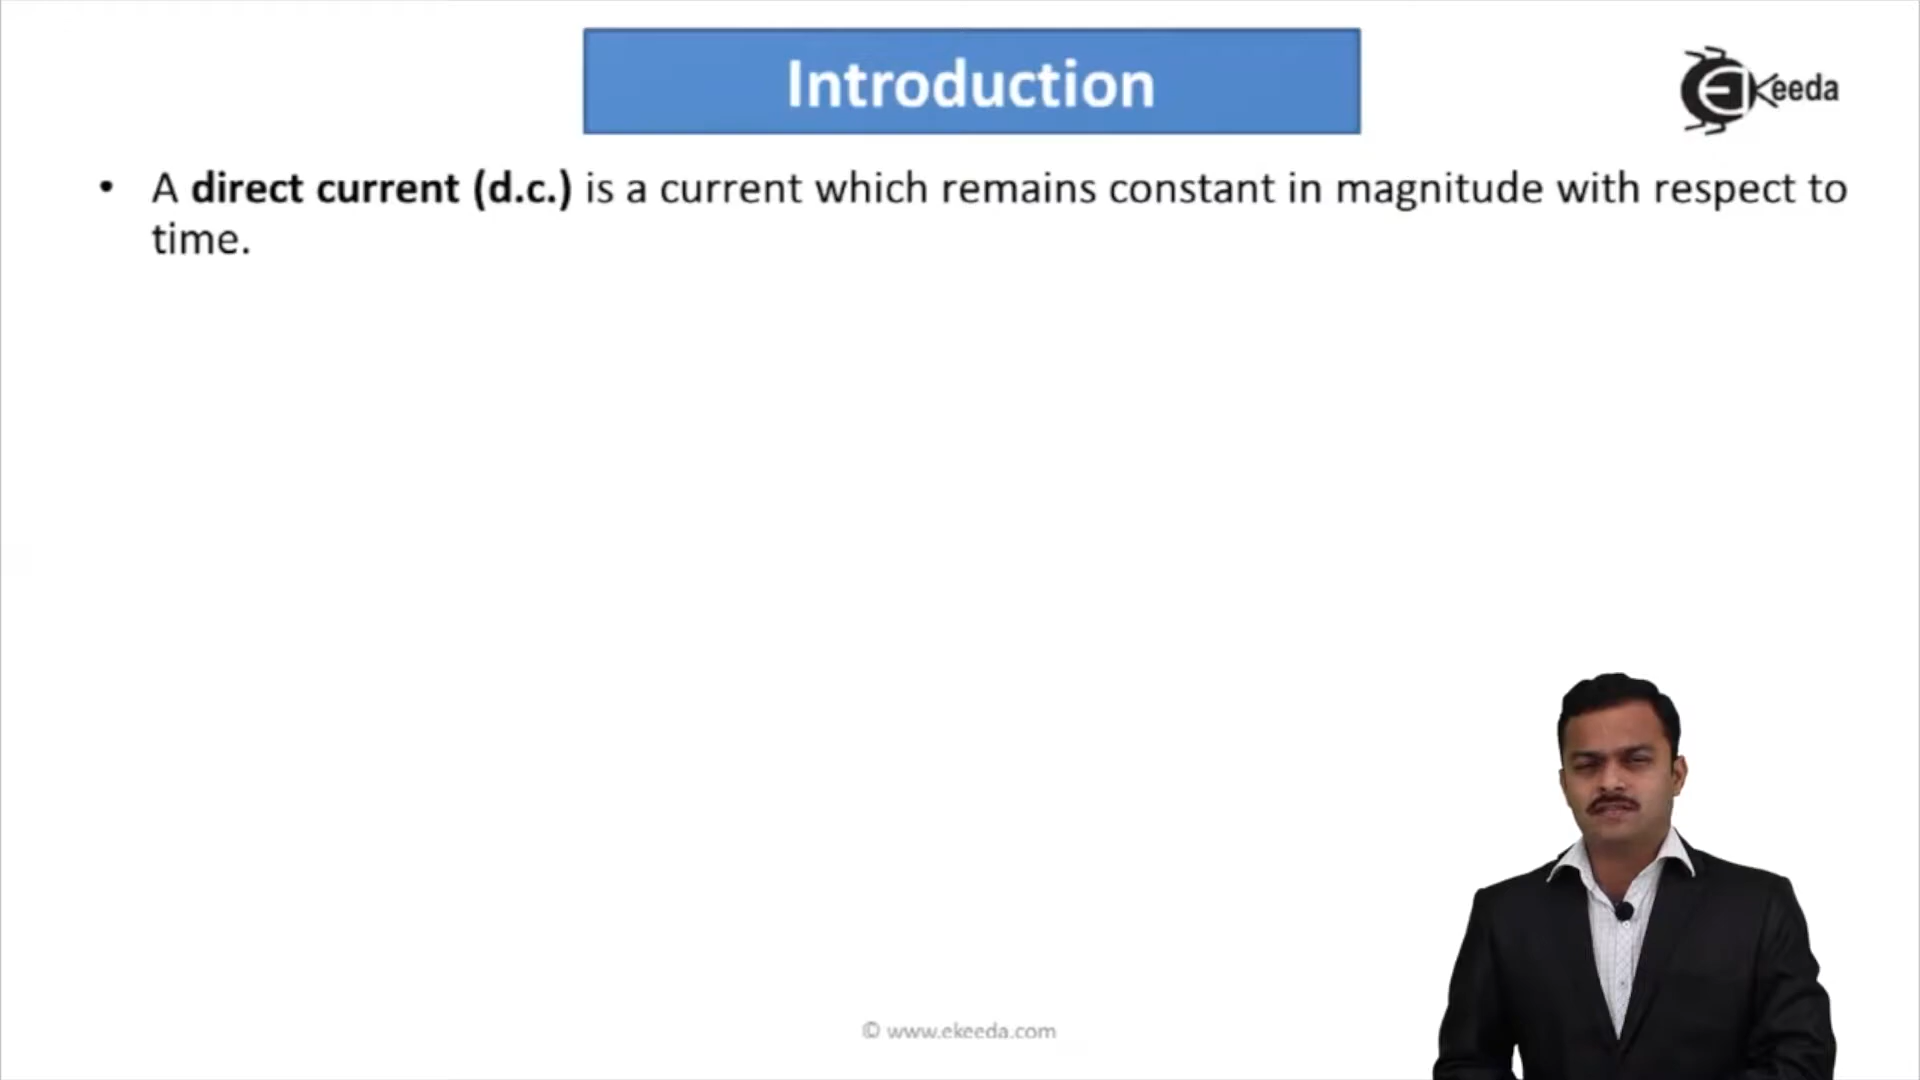 Introduction
EKeeda
• A direct current (d.c.) is a current which remains constant in magnitude with respect to
time.
© www.ekeeda.com